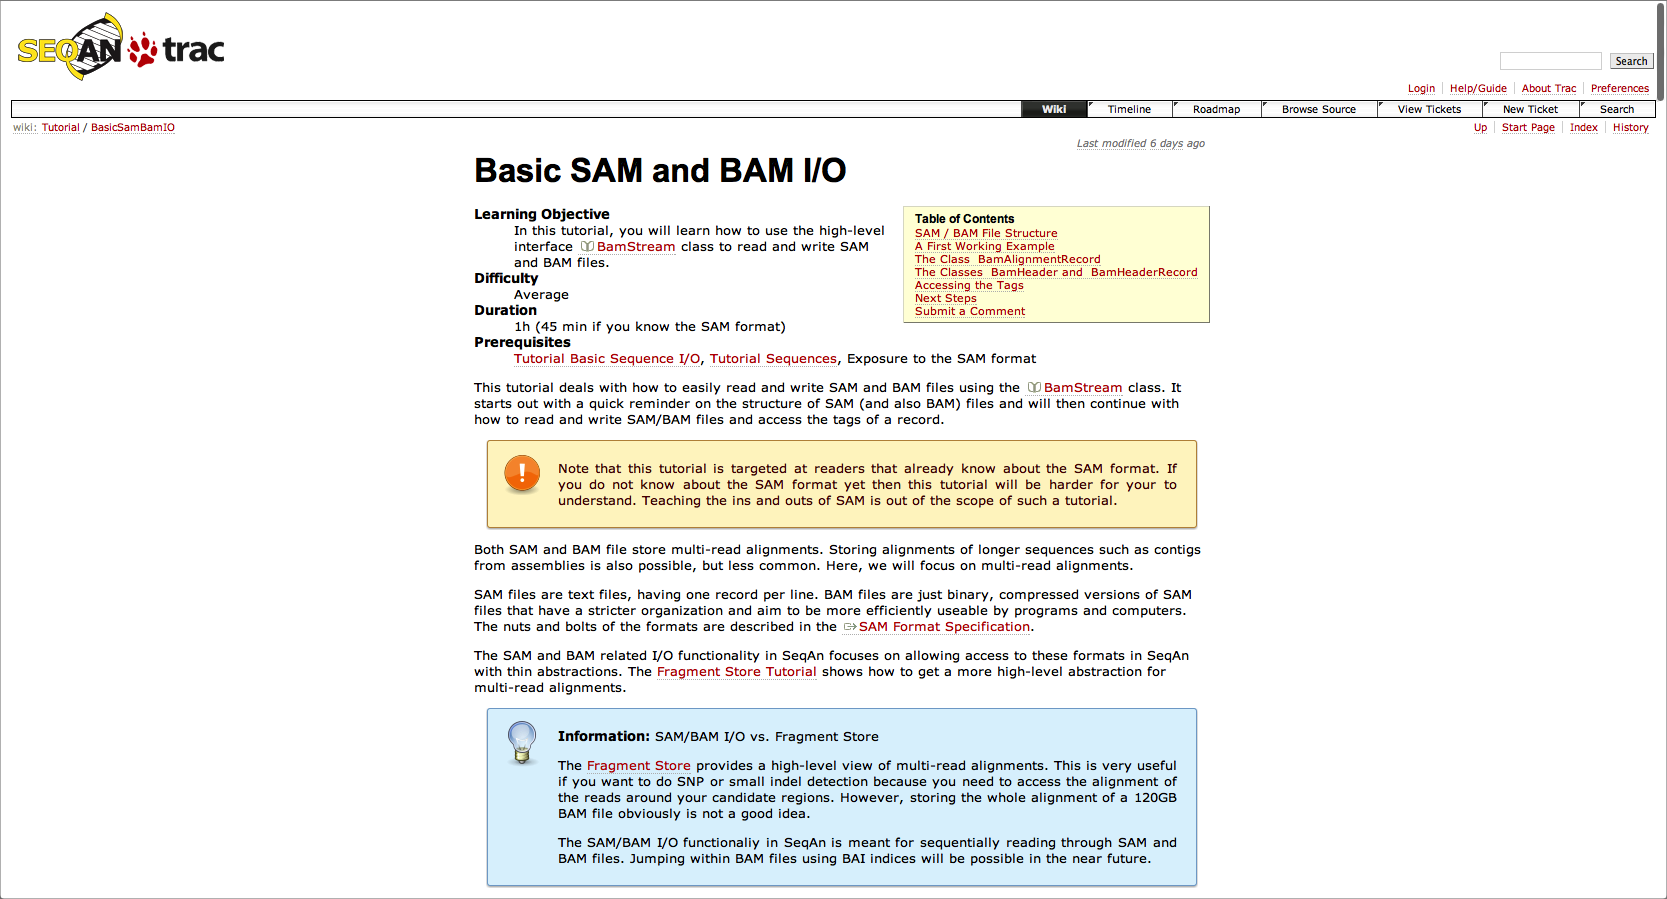 SEQAN trac
Search
Login Help/Guide About Trac Preferences
Wiki Timeline Roadmap Browse Source View Tickets New Ticket Search
wiki: Tutorial / BasicSamBamIO
Up Start Page Index History
Last modified 6 days ago
Basic SAM and BAM I/O
Learning Objective
In this tutorial, you will learn how to use the high-level
interface BamStream class to read and write SAM
and BAM files.
Difficulty
Average
Duration
1h (45 min if you know the SAM format)
Prerequisites
Tutorial Basic Sequence I/O, Tutorial Sequences, Exposure to the SAM format
Table of Contents
SAM / BAM File Structure
A First Working Example
The Class BamAlignmentRecord
The Classes BamHeader and BamHeaderRecord
Accessing the Tags
Next Steps
Submit a Comment
This tutorial deals with how to easily read and write SAM and BAM files using the BamStream class. It
starts out with a quick reminder on the structure of SAM (and also BAM) files and will then continue with
how to read and write SAM/BAM files and access the tags of a record.
Note that this tutorial is targeted at readers that already know about the SAM format. If
you do not know about the SAM format yet then this tutorial will be harder for your to
understand. Teaching the ins and outs of SAM is out of the scope of such a tutorial.
Both SAM and BAM file store multi-read alignments. Storing alignments of longer sequences such as contigs
from assemblies is also possible, but less common. Here, we will focus on multi-read alignments.
SAM files are text files, having one record per line. BAM files are just binary, compressed versions of SAM
files that have a stricter organization and aim to be more efficiently useable by programs and computers.
The nuts and bolts of the formats are described in the SAM Format Specification.
The SAM and BAM related I/O functionality in SeqAn focuses on allowing access to these formats in SeqAn
with thin abstractions. The Fragment Store Tutorial shows how to get a more high-level abstraction for
multi-read alignments.
Information: SAM/BAM I/O vs. Fragment Store
The Fragment Store provides a high-level view of multi-read alignments. This is very useful
if you want to do SNP or small indel detection because you need to access the alignment of
the reads around your candidate regions. However, storing the whole alignment of a 120GB
BAM file obviously is not a good idea.
The SAM/BAM I/O functionaliy in SeqAn is meant for sequentially reading through SAM and
BAM files. Jumping within BAM files using BAI indices will be possible in the near future.